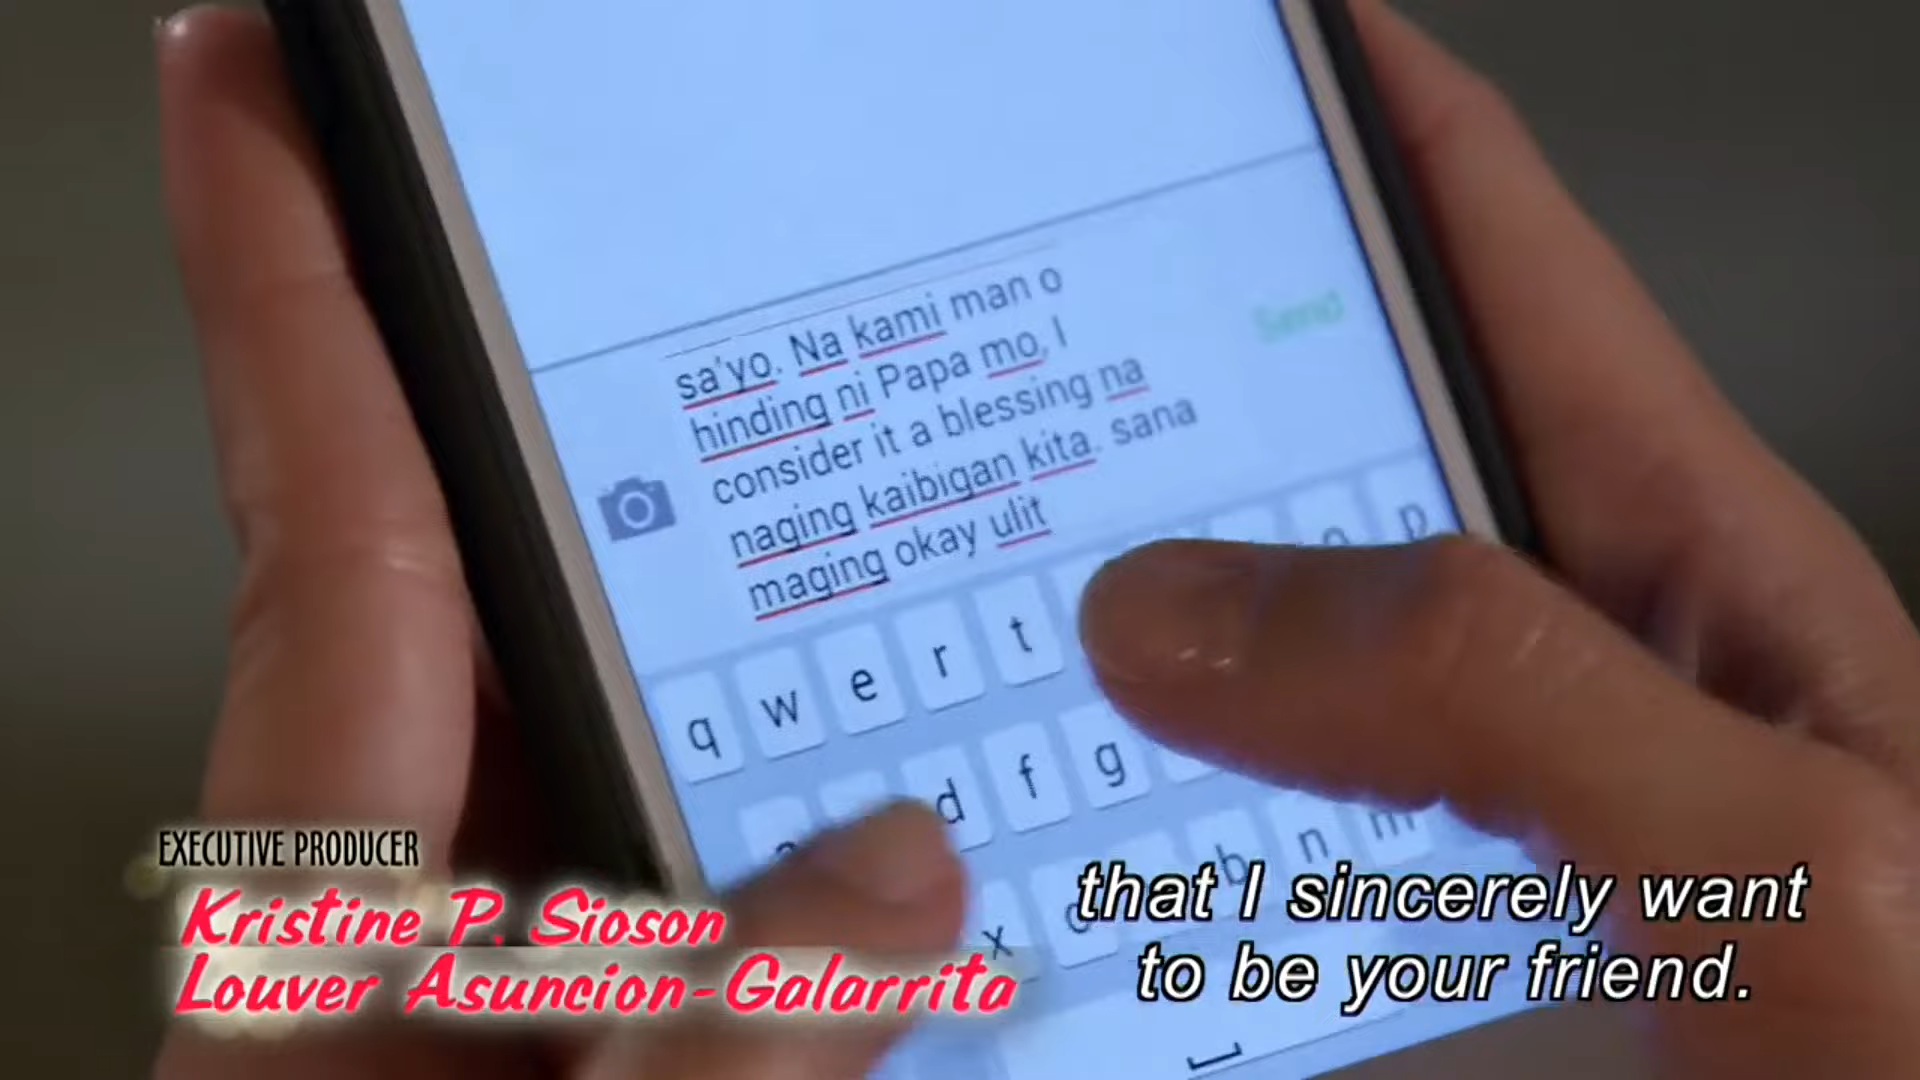 sa'yo. Na kami man o
hinding ni Papa mo, I
consider it a blessing na
naging kaibigan kita. sana
maging okay ulit
Send
q w e r t o p
d f g
x c b n m
EXECUTIVE PRODUCER
Kristine P. Sioson
Louver Asuncion-Galarrita
that I sincerely want
to be your friend.